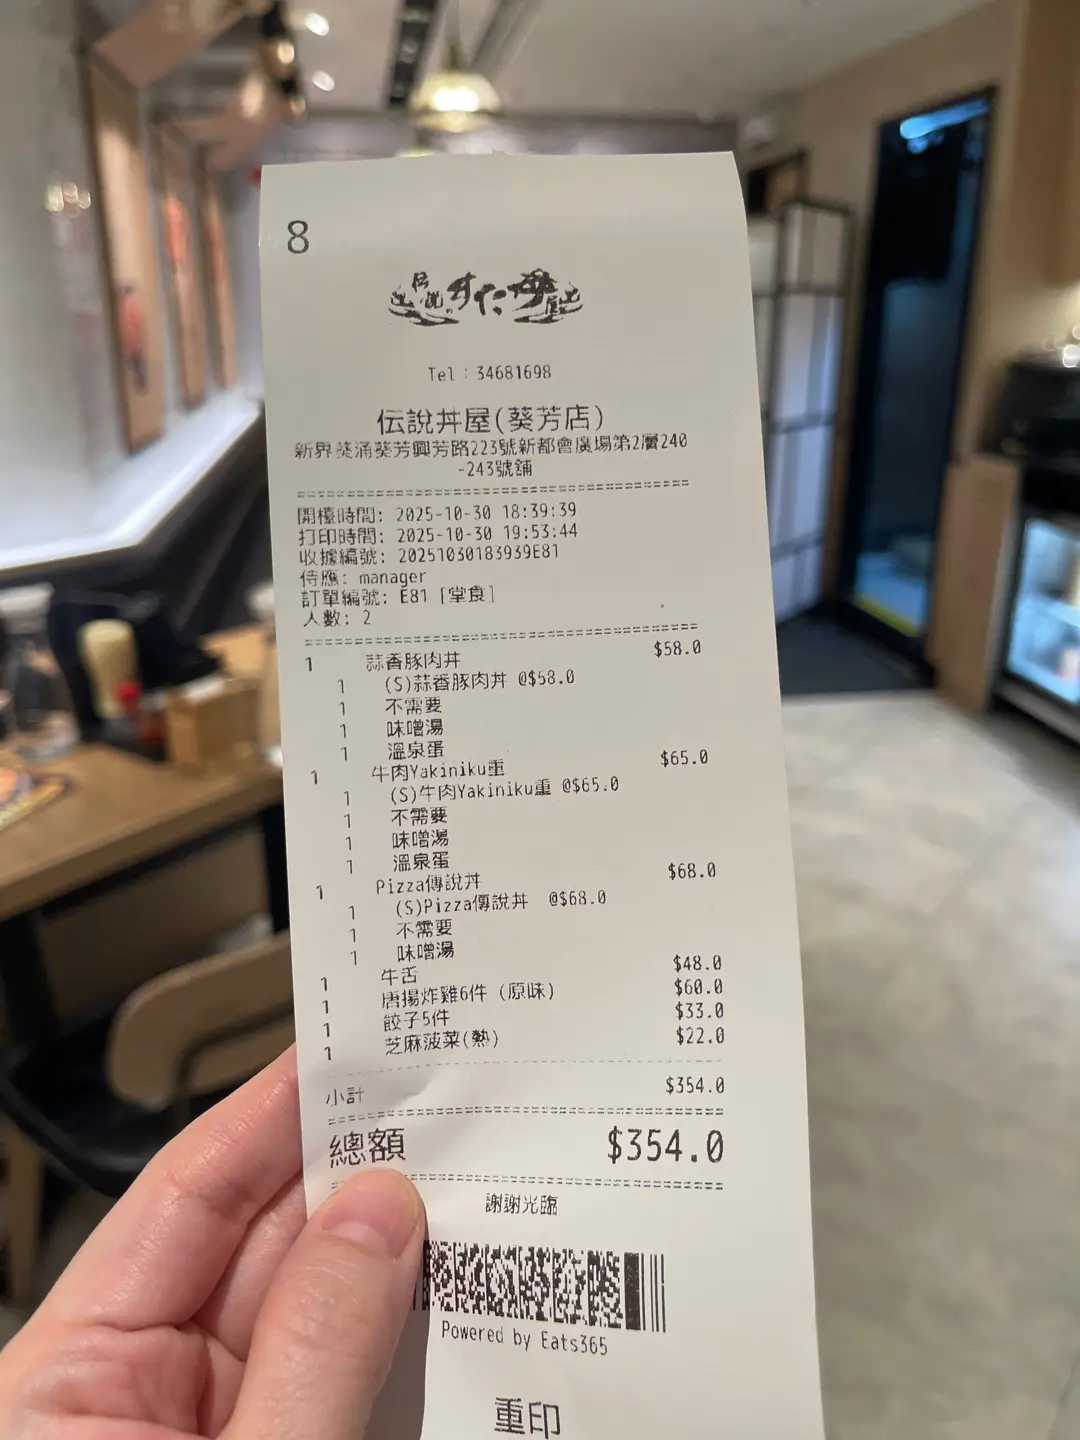 8
伝説のすた丼屋
Tel : 34681698
伝說丼屋(葵芳店)
新界葵涌葵芳興芳路223號新都會廣場第2層240
-243號舖
開檯時間: 2025-10-30 18:39:39
打印時間: 2025-10-30 19:53:44
收據編號: 20251030183939E81
侍應: manager
訂單編號: E81 [堂食]
人數: 2
1 蒜香豚肉丼 $58.0
1 (S)蒜香豚肉丼 @$58.0
1 不需要
1 味噌湯
1 溫泉蛋
1 牛肉Yakiniku重 $65.0
1 (S)牛肉Yakiniku重 @$65.0
1 不需要
1 味噌湯
1 溫泉蛋
1 Pizza傳說丼 $68.0
1 (S)Pizza傳說丼 @$68.0
1 不需要
1 味噌湯
1 牛舌 $48.0
1 唐揚炸雞6件 (原味) $60.0
1 餃子5件 $33.0
1 芝麻菠菜(熱) $22.0
小計 $354.0
總額 $354.0
謝謝光臨
Powered by Eats365
重印